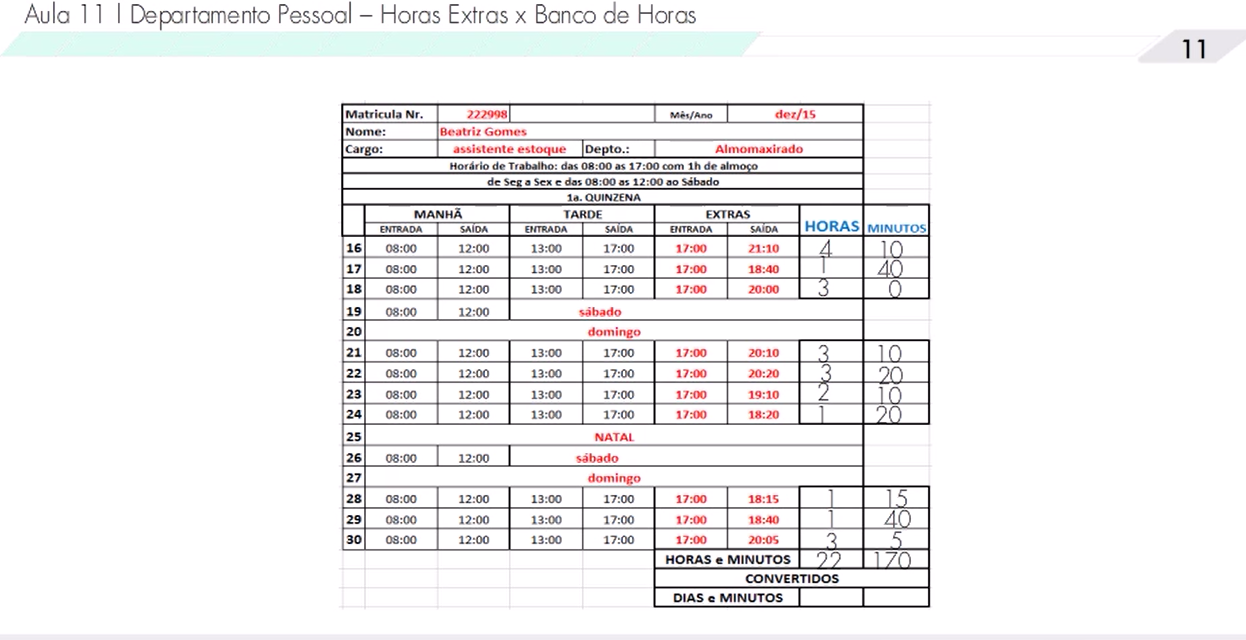 Aula 11 | Departamento Pessoal – Horas Extras x Banco de Horas
11
Matricula Nr. 222998 Mês/Ano dez/15
Nome: Beatriz Gomes
Cargo: assistente estoque Depto.: Almomaxirado
Horário de Trabalho: das 08:00 as 17:00 com 1h de almoço
de Seg a Sex e das 08:00 as 12:00 ao Sábado
1a. QUINZENA
MANHÃ TARDE EXTRAS HORAS MINUTOS
ENTRADA SAÍDA ENTRADA SAÍDA ENTRADA SAÍDA
16 08:00 12:00 13:00 17:00 17:00 21:10 4 10
17 08:00 12:00 13:00 17:00 17:00 18:40 1 40
18 08:00 12:00 13:00 17:00 17:00 20:00 3 0
19 08:00 12:00 sábado
20 domingo
21 08:00 12:00 13:00 17:00 17:00 20:10 3 10
22 08:00 12:00 13:00 17:00 17:00 20:20 3 20
23 08:00 12:00 13:00 17:00 17:00 19:10 2 10
24 08:00 12:00 13:00 17:00 17:00 18:20 1 20
25 NATAL
26 08:00 12:00 sábado
27 domingo
28 08:00 12:00 13:00 17:00 17:00 18:15 1 15
29 08:00 12:00 13:00 17:00 17:00 18:40 1 40
30 08:00 12:00 13:00 17:00 17:00 20:05 3 5
HORAS e MINUTOS 22 170
CONVERTIDOS
DIAS e MINUTOS